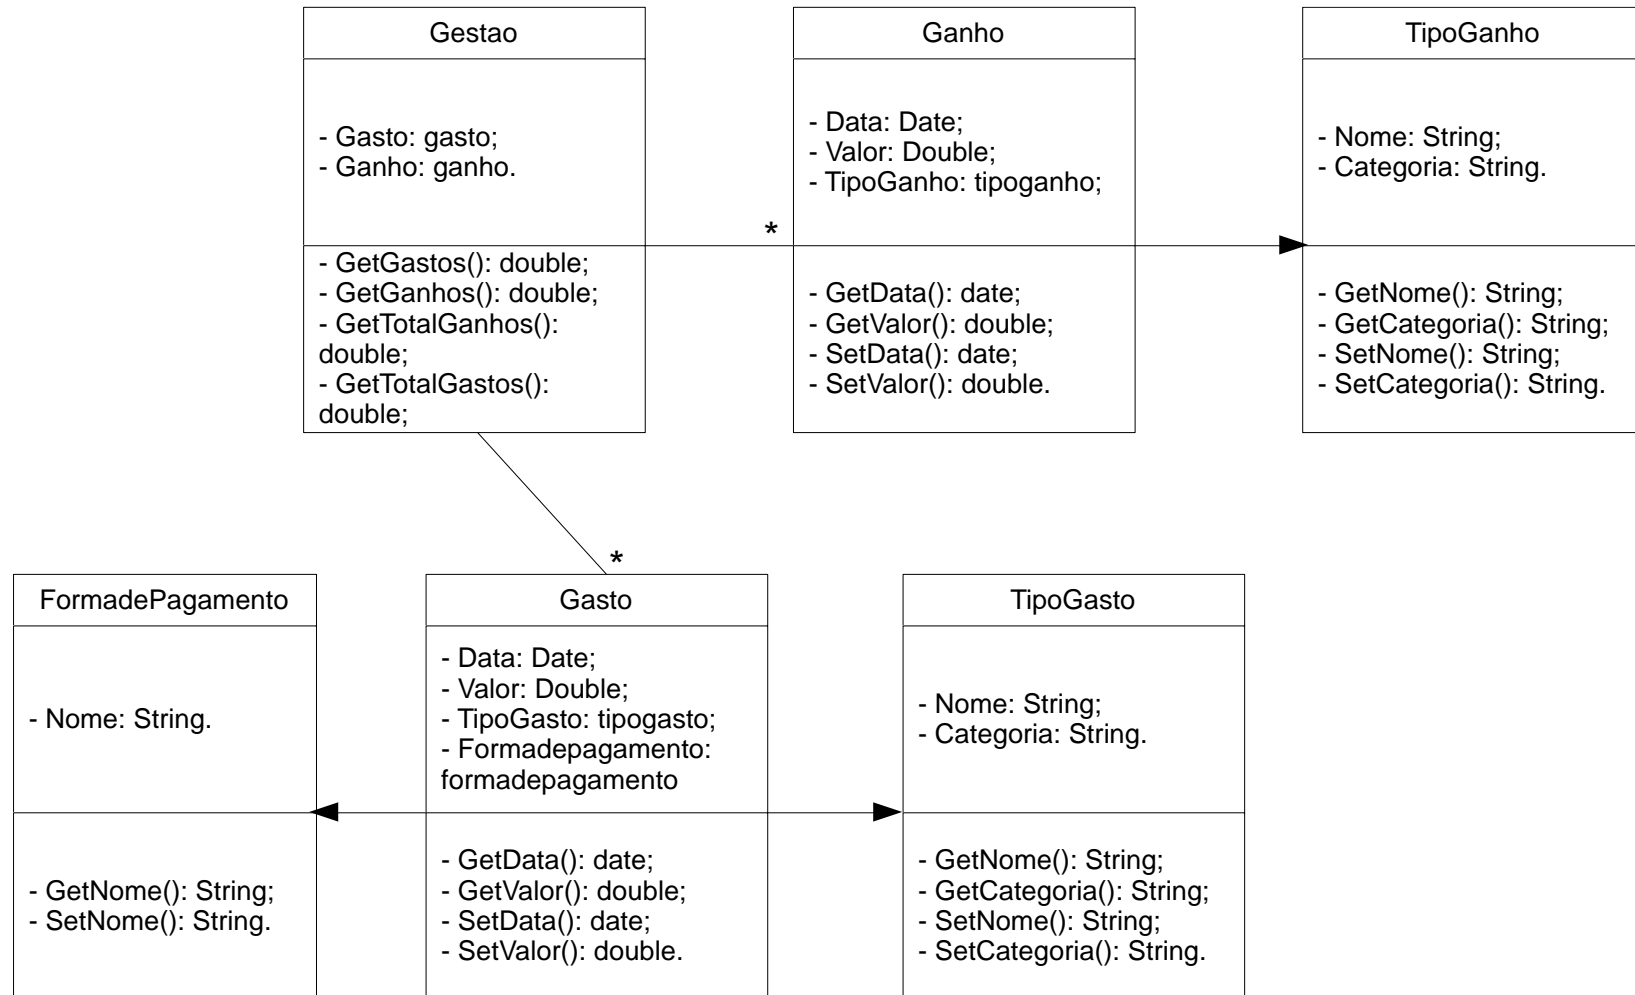 Gestao
- Gasto: gasto;
- Ganho: ganho.
- GetGastos(): double;
- GetGanhos(): double;
- GetTotalGanhos():
double;
- GetTotalGastos():
double;
*
Ganho
- Data: Date;
- Valor: Double;
- TipoGanho: tipoganho;
- GetData(): date;
- GetValor(): double;
- SetData(): date;
- SetValor(): double.
TipoGanho
- Nome: String;
- Categoria: String.
- GetNome(): String;
- GetCategoria(): String;
- SetNome(): String;
- SetCategoria(): String.
*
FormadePagamento
- Nome: String.
- GetNome(): String;
- SetNome(): String.
Gasto
- Data: Date;
- Valor: Double;
- TipoGasto: tipogasto;
- Formadepagamento:
formadepagamento
- GetData(): date;
- GetValor(): double;
- SetData(): date;
- SetValor(): double.
TipoGasto
- Nome: String;
- Categoria: String.
- GetNome(): String;
- GetCategoria(): String;
- SetNome(): String;
- SetCategoria(): String.